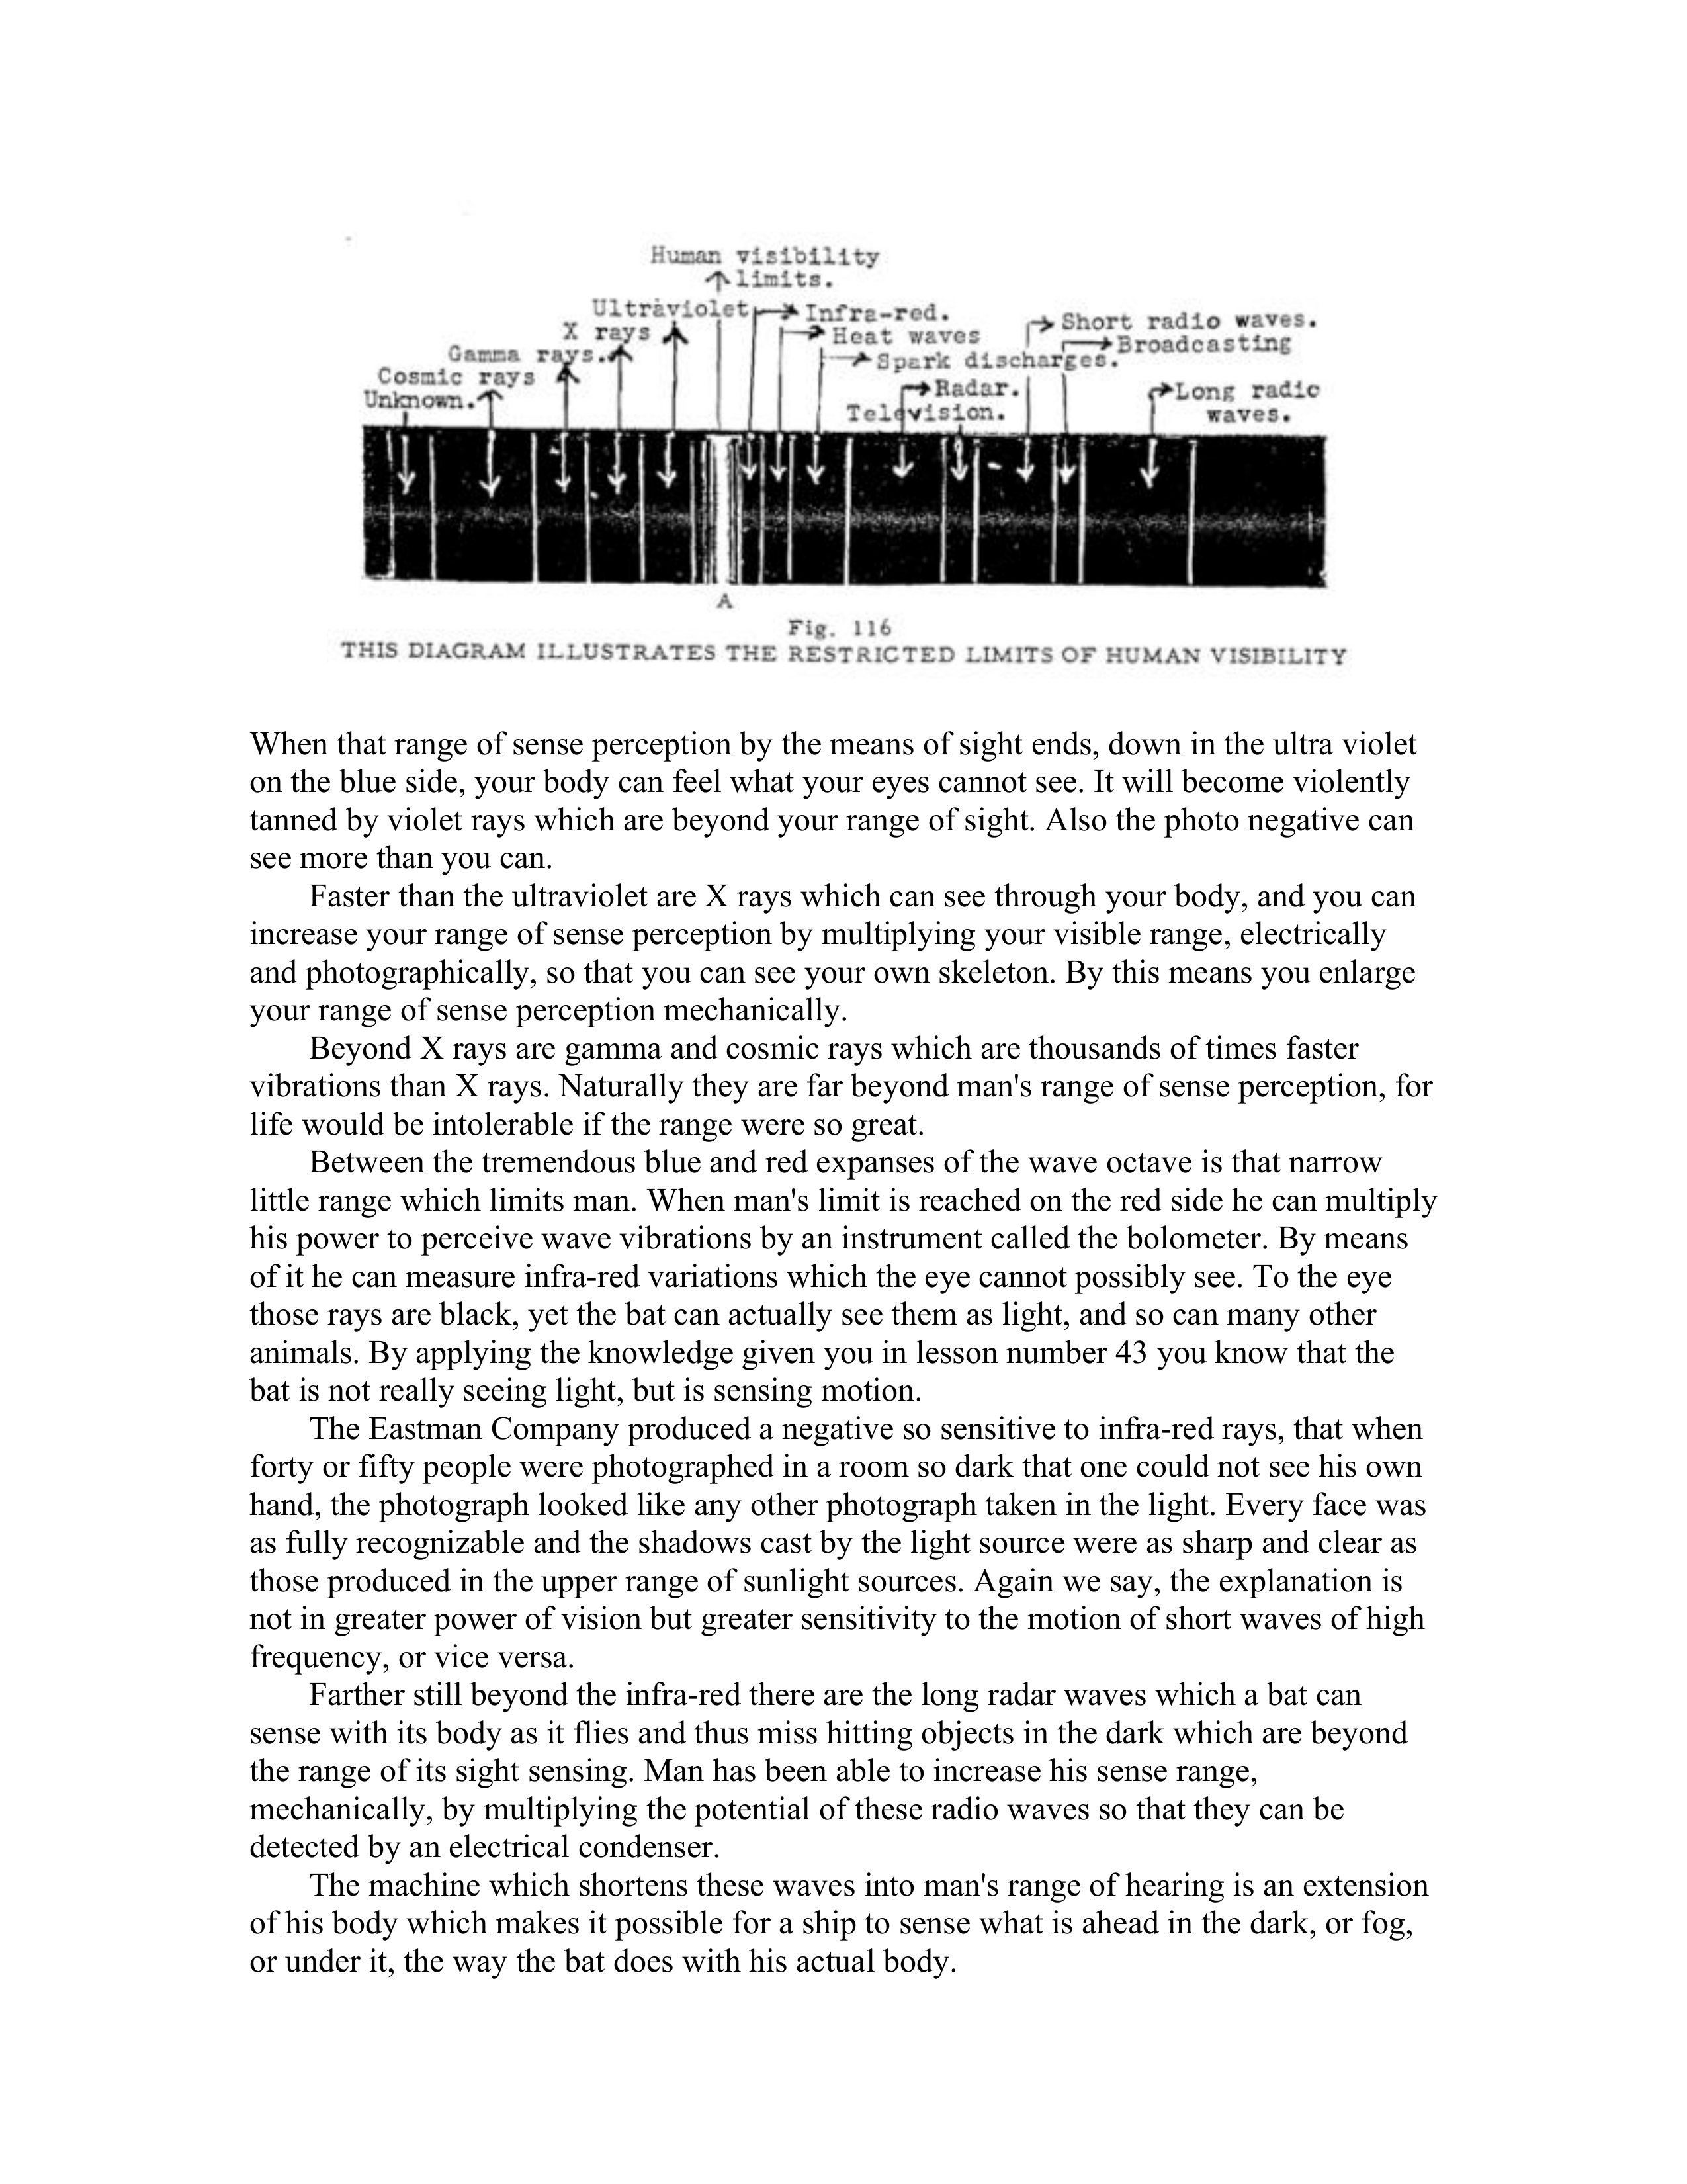 Human visibility
limits.
Ultraviolet
Infra-red.
Short radio waves.
X rays
Heat waves
Broadcasting
Gamma rays.
Spark discharges.
Cosmic rays
Radar.
Long radio
Unknown.
Television.
waves.
A
Fig. 116
THIS DIAGRAM ILLUSTRATES THE RESTRICTED LIMITS OF HUMAN VISIBILITY
When that range of sense perception by the means of sight ends, down in the ultra violet
on the blue side, your body can feel what your eyes cannot see. It will become violently
tanned by violet rays which are beyond your range of sight. Also the photo negative can
see more than you can.
Faster than the ultraviolet are X rays which can see through your body, and you can
increase your range of sense perception by multiplying your visible range, electrically
and photographically, so that you can see your own skeleton. By this means you enlarge
your range of sense perception mechanically.
Beyond X rays are gamma and cosmic rays which are thousands of times faster
vibrations than X rays. Naturally they are far beyond man's range of sense perception, for
life would be intolerable if the range were so great.
Between the tremendous blue and red expanses of the wave octave is that narrow
little range which limits man. When man's limit is reached on the red side he can multiply
his power to perceive wave vibrations by an instrument called the bolometer. By means
of it he can measure infra-red variations which the eye cannot possibly see. To the eye
those rays are black, yet the bat can actually see them as light, and so can many other
animals. By applying the knowledge given you in lesson number 43 you know that the
bat is not really seeing light, but is sensing motion.
The Eastman Company produced a negative so sensitive to infra-red rays, that when
forty or fifty people were photographed in a room so dark that one could not see his own
hand, the photograph looked like any other photograph taken in the light. Every face was
as fully recognizable and the shadows cast by the light source were as sharp and clear as
those produced in the upper range of sunlight sources. Again we say, the explanation is
not in greater power of vision but greater sensitivity to the motion of short waves of high
frequency, or vice versa.
Farther still beyond the infra-red there are the long radar waves which a bat can
sense with its body as it flies and thus miss hitting objects in the dark which are beyond
the range of its sight sensing. Man has been able to increase his sense range,
mechanically, by multiplying the potential of these radio waves so that they can be
detected by an electrical condenser.
The machine which shortens these waves into man's range of hearing is an extension
of his body which makes it possible for a ship to sense what is ahead in the dark, or fog,
or under it, the way the bat does with his actual body.